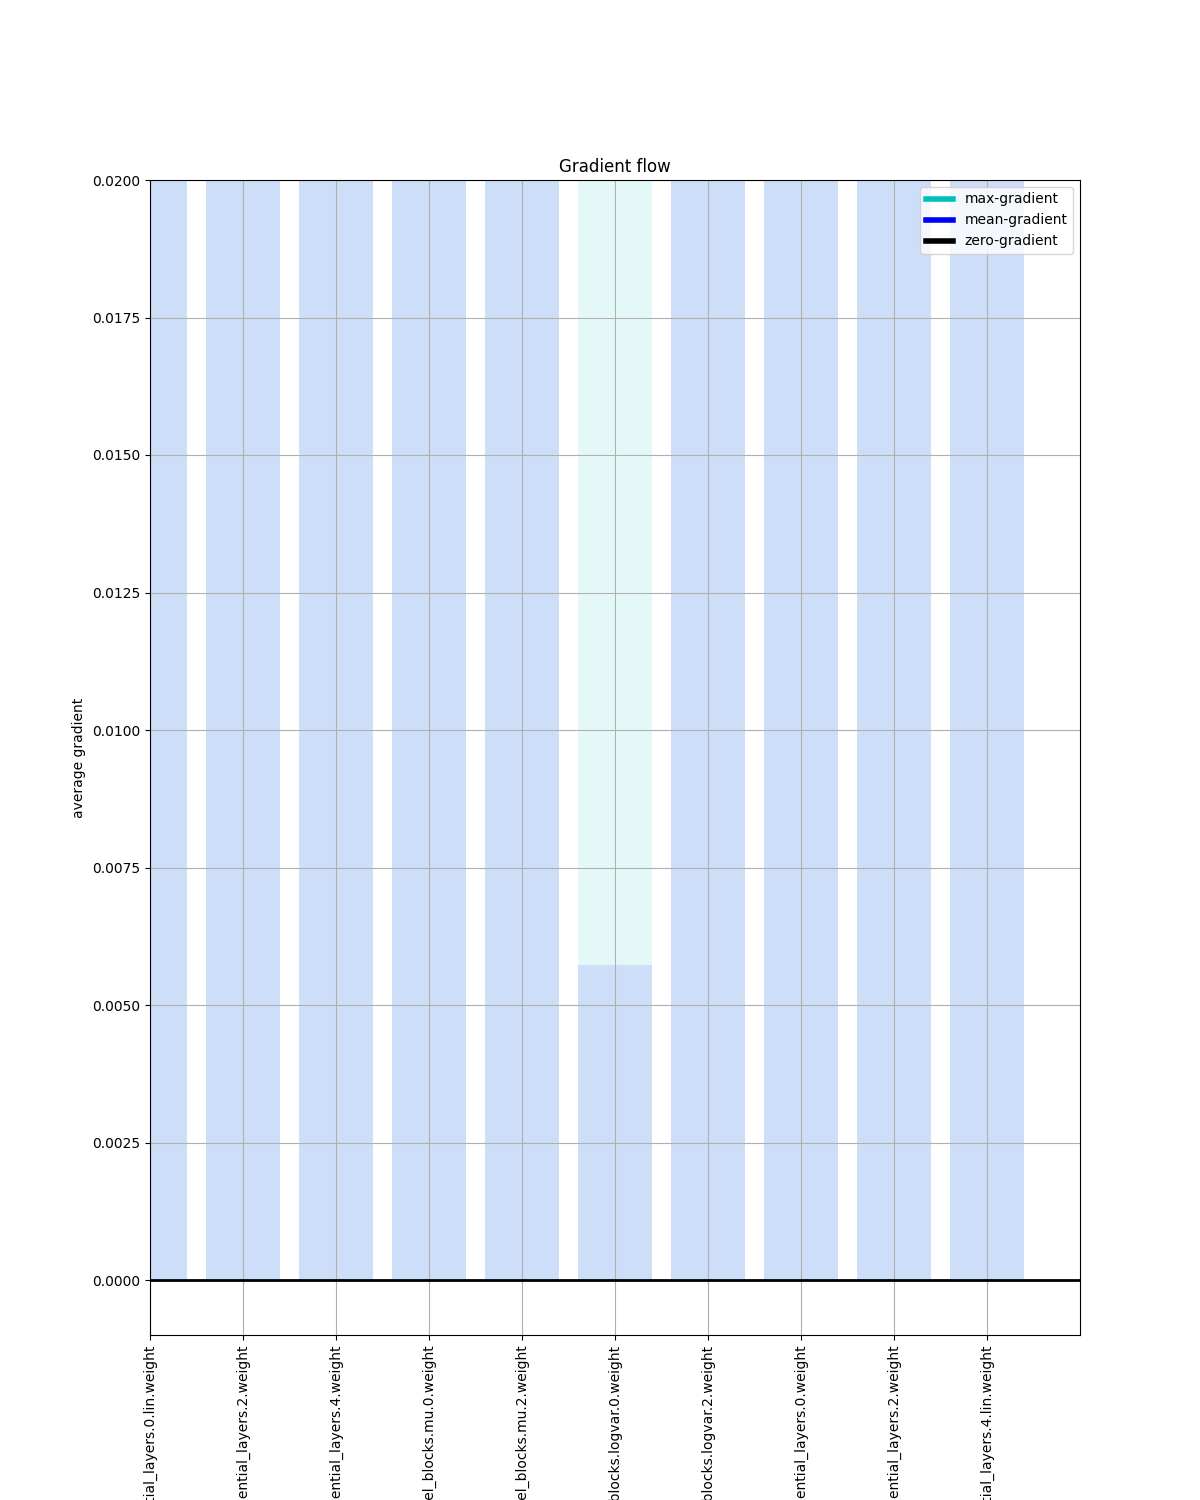 Gradient flow
max-gradient
mean-gradient
zero-gradient
0.0200
0.0175
0.0150
0.0125
0.0100
0.0075
0.0050
0.0025
0.0000
average gradient
tial_layers.0.lin.weight
ential_layers.2.weight
ential_layers.4.weight
el_blocks.mu.0.weight
el_blocks.mu.2.weight
blocks.logvar.0.weight
blocks.logvar.2.weight
ential_layers.0.weight
ential_layers.2.weight
tial_layers.4.lin.weight